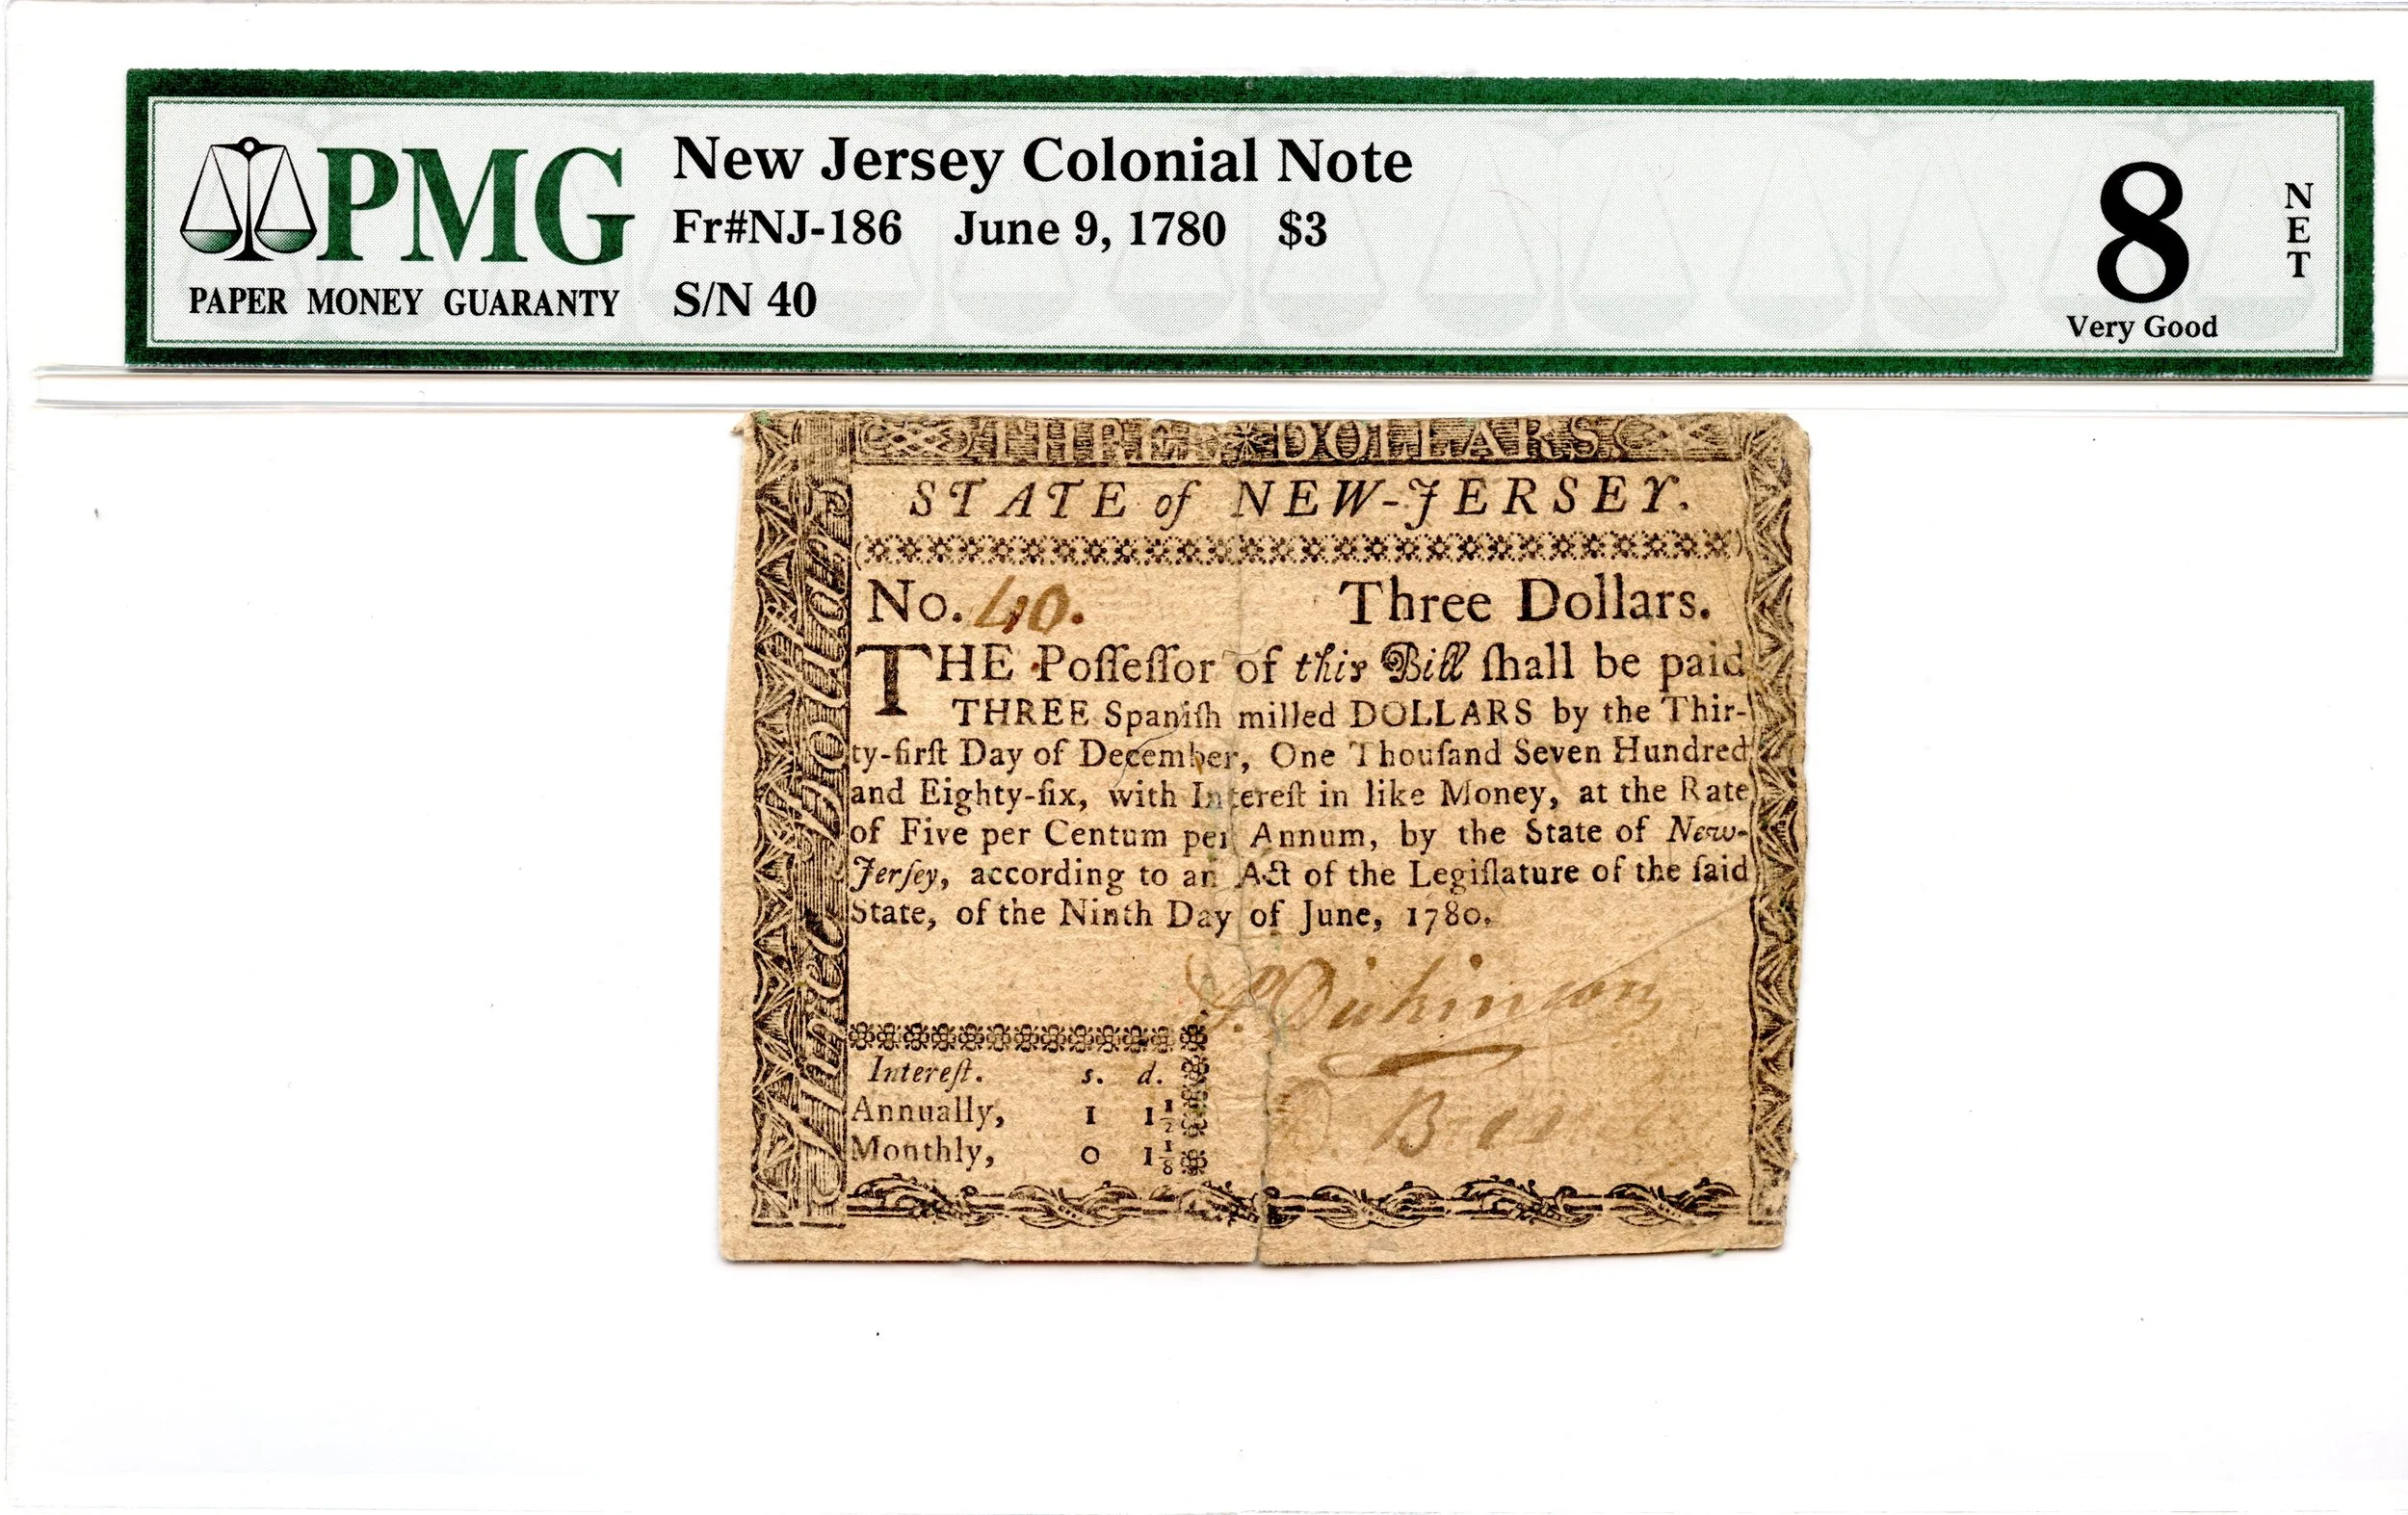 PMG
PAPER MONEY GUARANTY
New Jersey Colonial Note
Fr#NJ-186 June 9, 1780 $3
S/N 40
8
NET
Very Good
THREE DOLLARS
Three Dollars
STATE of NEW-JERSEY.
No. 40. Three Dollars.
THE Poſſeſſor of this Bill ſhall be paid
THREE Spaniſh milled DOLLARS by the Thir-
ty-firſt Day of December, One Thouſand Seven Hundred
and Eighty-ſix, with Intereſt in like Money, at the Rate
of Five per Centum per Annum, by the State of New-
Jerſey, according to an Act of the Legiſlature of the ſaid
State, of the Ninth Day of June, 1780.
Dickinson
Intereſt. s. d.
Annually, 1 1½
Monthly, 0 1⅛